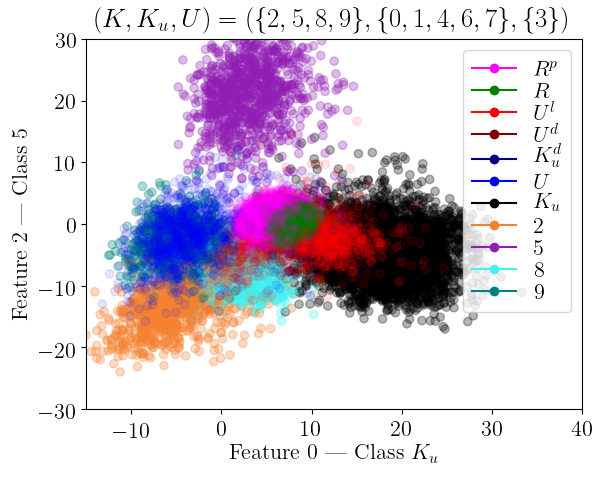 (K, K_u, U) = ({2, 5, 8, 9}, {0, 1, 4, 6, 7}, {3})
30
20
10
0
−10
−20
−30
Feature 2 — Class 5
−10
0
10
20
30
40
Feature 0 — Class K_u
R^p
R
U^l
U^d
K_u^d
U
K_u
2
5
8
9